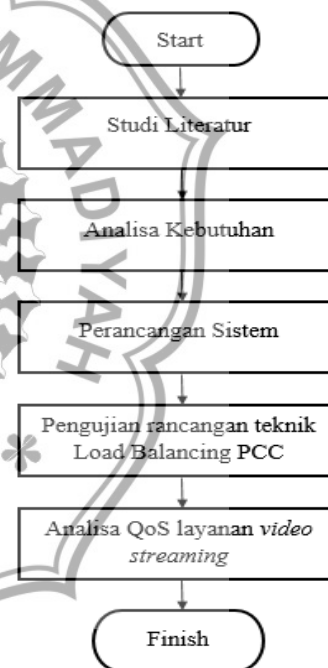 Start
Studi Literatur
Analisa Kebutuhan
Perancangan Sistem
Pengujian rancangan teknik
Load Balancing PCC
Analisa QoS layanan video
streaming
Finish
MMADIYAH